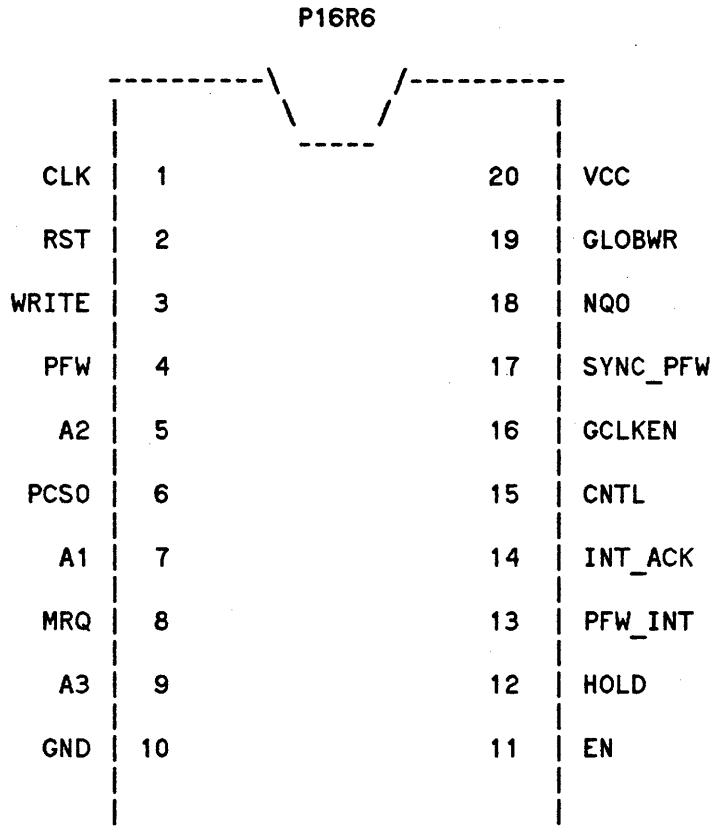 P16R6
CLK 1 20 VCC
RST 2 19 GLOBWR
WRITE 3 18 NQ0
PFW 4 17 SYNC_PFW
A2 5 16 GCLKEN
PCS0 6 15 CNTL
A1 7 14 INT_ACK
MRQ 8 13 PFW_INT
A3 9 12 HOLD
GND 10 11 EN